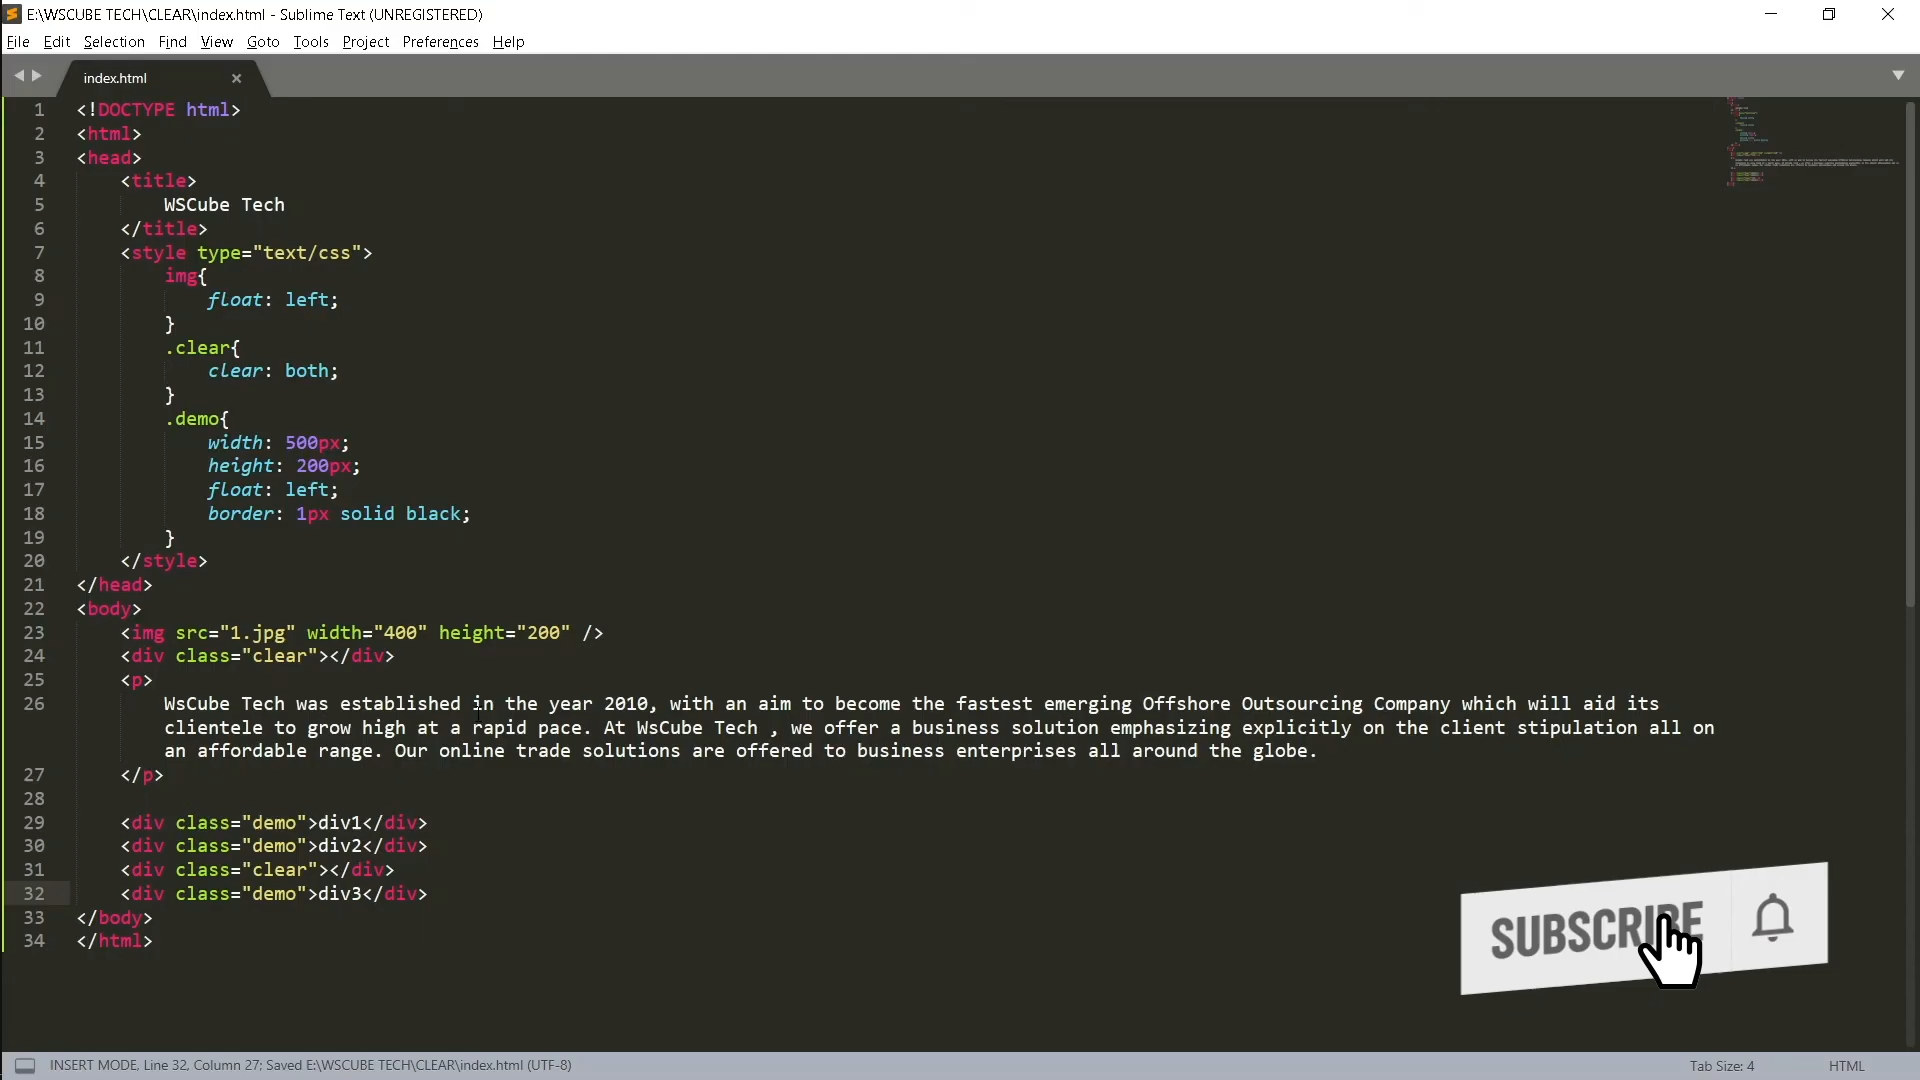 E:\WSCUBE TECH\CLEAR\index.html - Sublime Text (UNREGISTERED)
File Edit Selection Find View Goto Tools Project Preferences Help
index.html
1 <!DOCTYPE html>
2 <html>
3 <head>
4 <title>
5 WSCube Tech
6 </title>
7 <style type="text/css">
8 img{
9 float: left;
10 }
11 .clear{
12 clear: both;
13 }
14 .demo{
15 width: 500px;
16 height: 200px;
17 float: left;
18 border: 1px solid black;
19 }
20 </style>
21 </head>
22 <body>
23 <img src="1.jpg" width="400" height="200" />
24 <div class="clear"></div>
25 <p>
26 WsCube Tech was established in the year 2010, with an aim to become the fastest emerging Offshore Outsourcing Company which will aid its
clientele to grow high at a rapid pace. At WsCube Tech , we offer a business solution emphasizing explicitly on the client stipulation all on
an affordable range. Our online trade solutions are offered to business enterprises all around the globe.
27 </p>
28
29 <div class="demo">div1</div>
30 <div class="demo">div2</div>
31 <div class="clear"></div>
32 <div class="demo">div3</div>
33 </body>
34 </html>
SUBSCRIBE
INSERT MODE, Line 32, Column 27; Saved E:\WSCUBE TECH\CLEAR\index.html (UTF-8)
Tab Size: 4
HTML